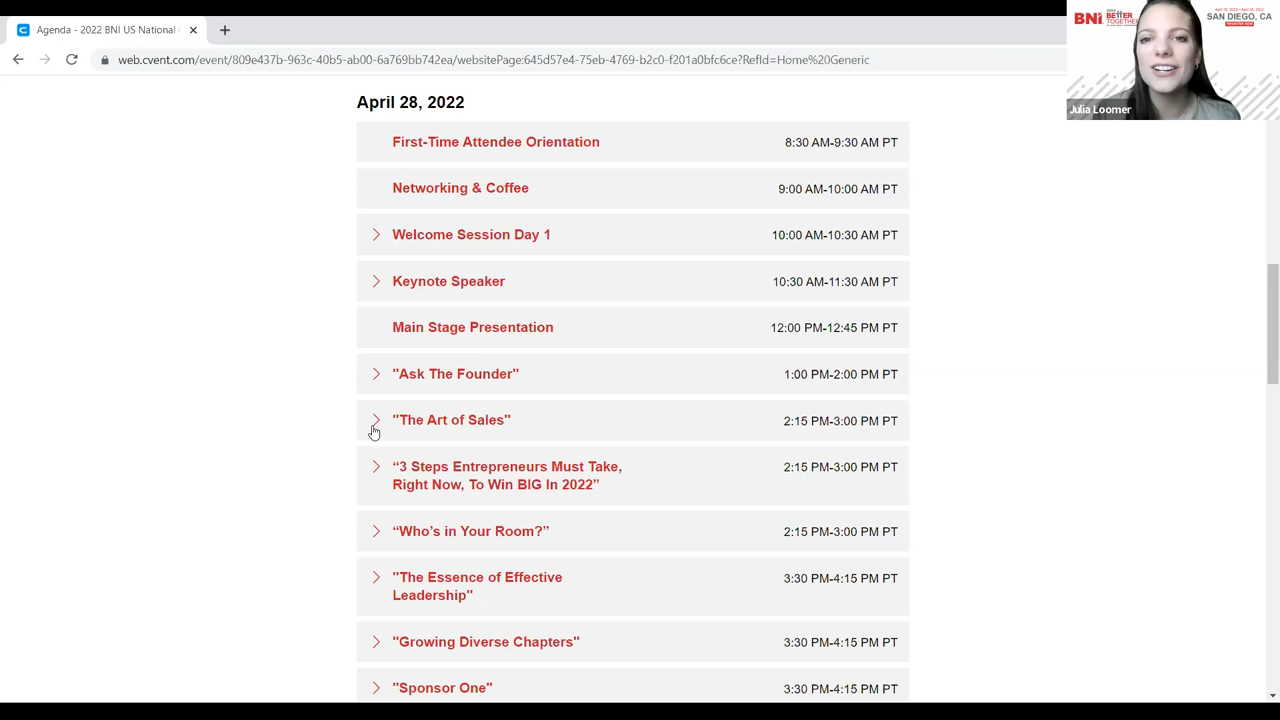 Agenda - 2022 BNI US National
web.cvent.com/event/809e437b-963c-40b5-ab00-6a769bb742ea/websitePage:645d57e4-75eb-4769-b2c0-f201a0bfc6ce?RefId=Home%20Generic
BNI
BETTER
TOGETHER
SAN DIEGO, CA
Julia Loomer
April 28, 2022
First-Time Attendee Orientation 8:30 AM-9:30 AM PT
Networking & Coffee 9:00 AM-10:00 AM PT
Welcome Session Day 1 10:00 AM-10:30 AM PT
Keynote Speaker 10:30 AM-11:30 AM PT
Main Stage Presentation 12:00 PM-12:45 PM PT
"Ask The Founder" 1:00 PM-2:00 PM PT
"The Art of Sales" 2:15 PM-3:00 PM PT
“3 Steps Entrepreneurs Must Take, 2:15 PM-3:00 PM PT
Right Now, To Win BIG In 2022”
“Who’s in Your Room?” 2:15 PM-3:00 PM PT
"The Essence of Effective 3:30 PM-4:15 PM PT
Leadership"
"Growing Diverse Chapters" 3:30 PM-4:15 PM PT
"Sponsor One" 3:30 PM-4:15 PM PT